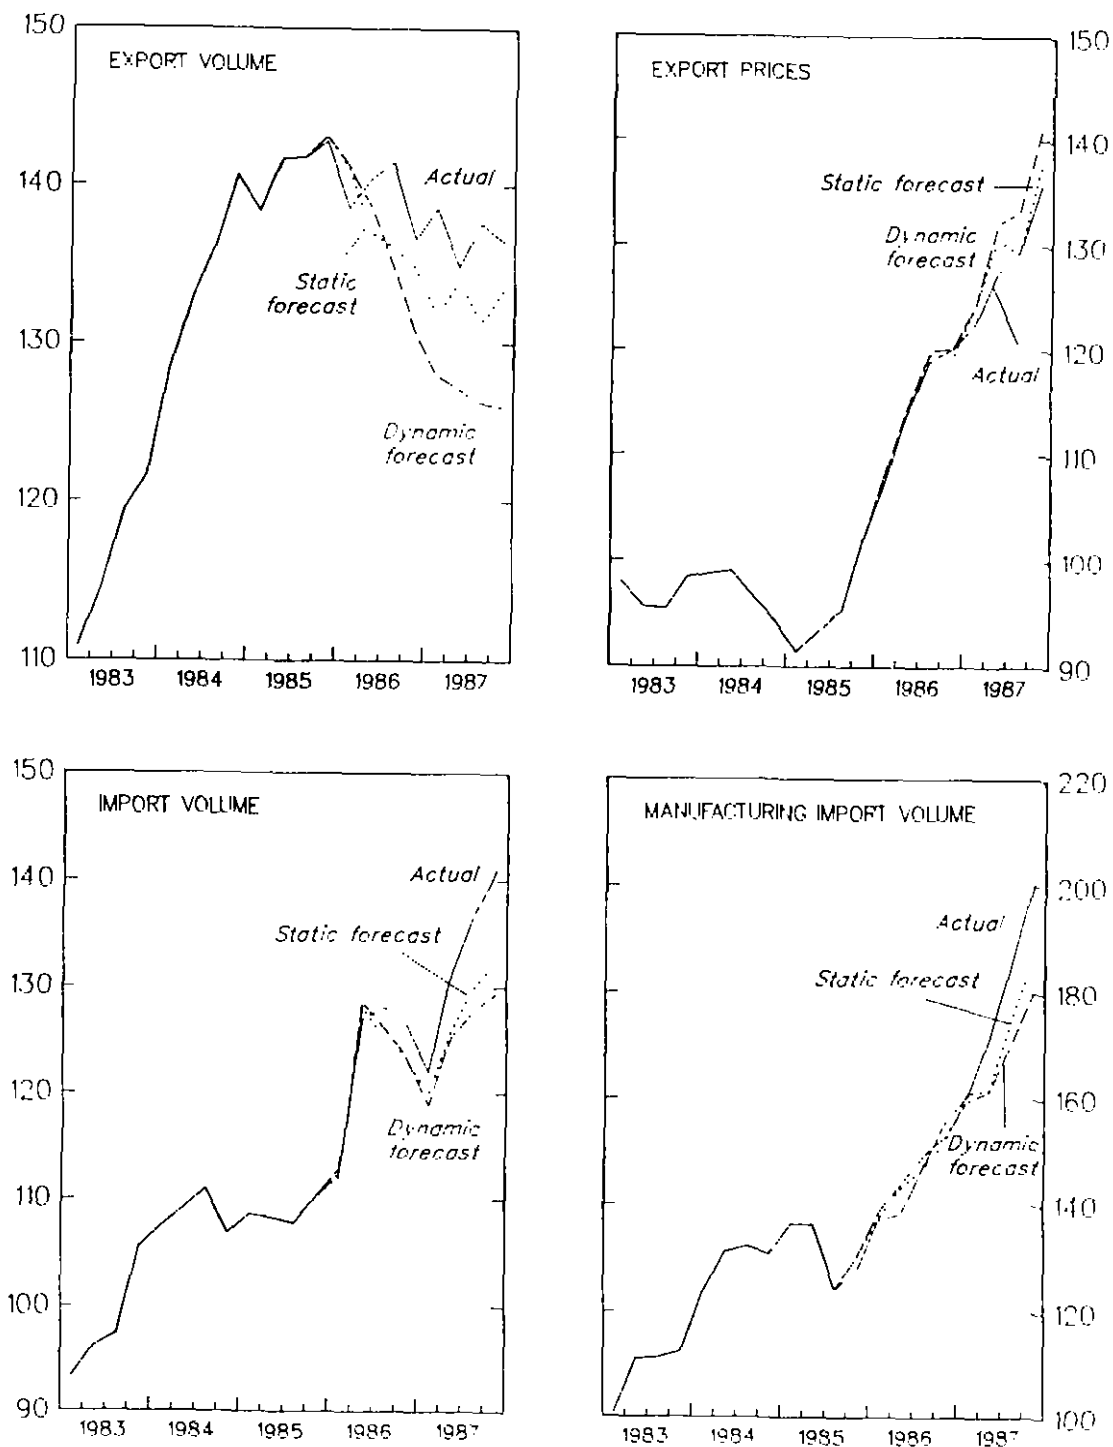 150
140
130
120
110
EXPORT VOLUME
Actual
Static
forecast
Dynamic
forecast
1983 1984 1985 1986 1987
EXPORT PRICES
Static forecast
Dynamic
forecast
Actual
150
140
130
120
110
100
90
1983 1984 1985 1986 1987
150
140
130
120
110
100
90
IMPORT VOLUME
Actual
Static forecast
Dynamic
forecast
1983 1984 1985 1986 1987
MANUFACTURING IMPORT VOLUME
Actual
Static forecast
Dynamic
forecast
220
200
180
160
140
120
100
1983 1984 1985 1986 1987